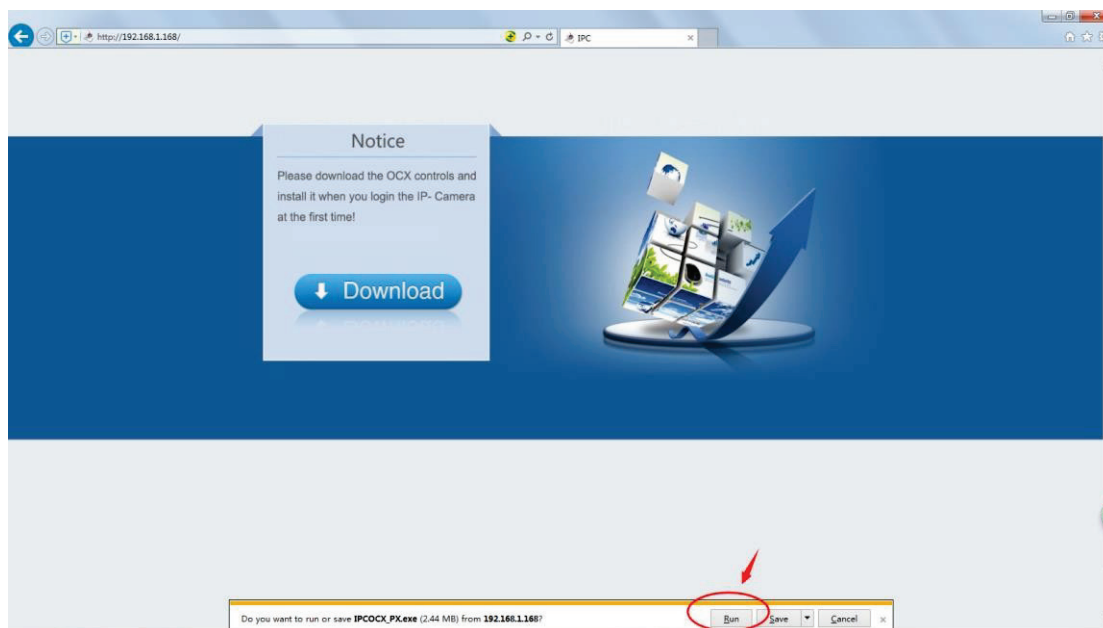 http://192.168.1.168/
IPC
Notice
Please download the OCX controls and
install it when you login the IP- Camera
at the first time!
Download
Do you want to run or save IPCOCX_PX.exe (2.44 MB) from 192.168.1.168?
Run
Save
Cancel